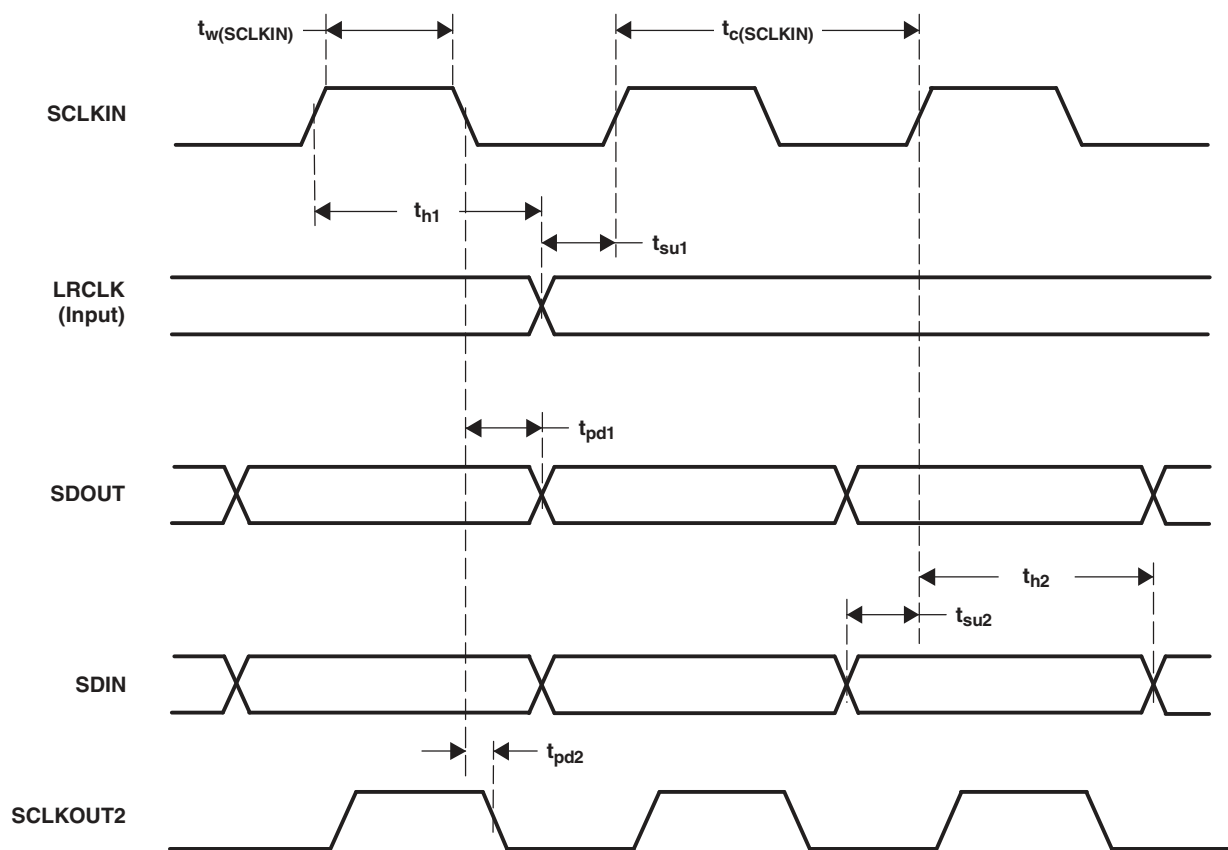 tw(SCLKIN)
tc(SCLKIN)
SCLKIN
th1
tsu1
LRCLK
(Input)
tpd1
SDOUT
th2
tsu2
SDIN
tpd2
SCLKOUT2